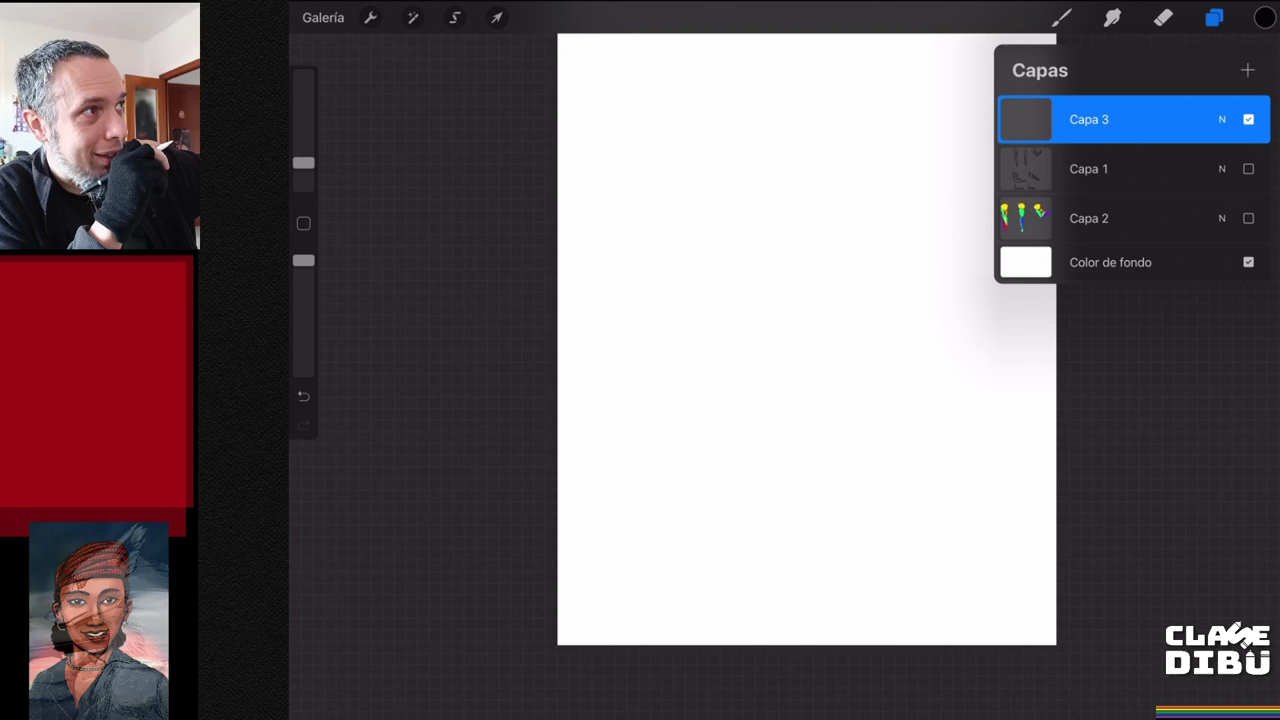 Galería
Capas
Capa 3 N
Capa 1 N
Capa 2 N
Color de fondo
CLASE
DIBU